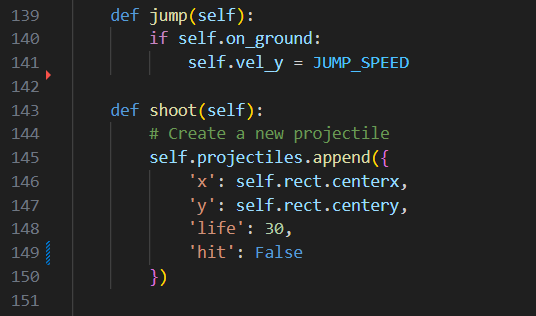 139 def jump(self):
140 if self.on_ground:
141 self.vel_y = JUMP_SPEED
142
143 def shoot(self):
144 # Create a new projectile
145 self.projectiles.append({
146 'x': self.rect.centerx,
147 'y': self.rect.centery,
148 'life': 30,
149 'hit': False
150 })
151